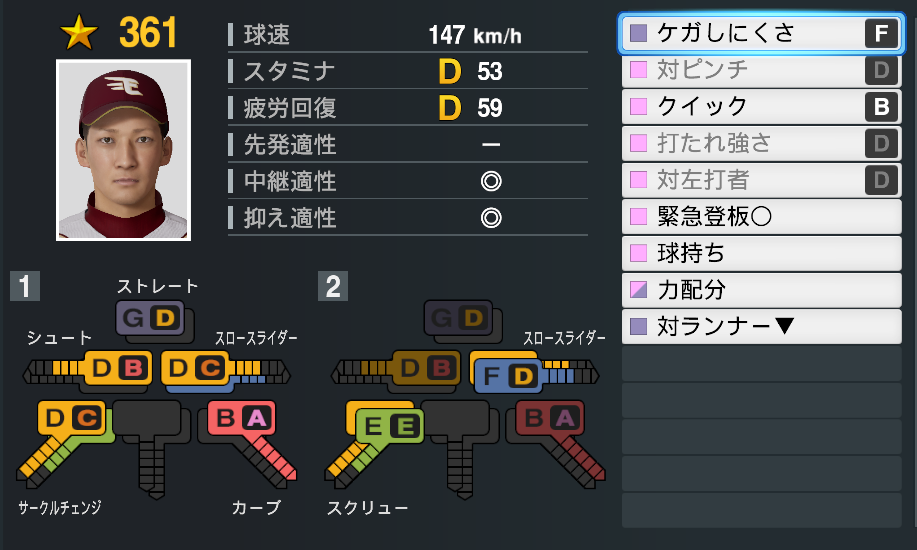 361
球速 147 km/h
スタミナ D 53
疲労回復 D 59
先発適性 ー
中継適性 ◎
抑え適性 ◎
ケガしにくさ F
対ピンチ D
クイック B
打たれ強さ D
対左打者 D
緊急登板○
球持ち
力配分
対ランナー▼
1
ストレート
G D
シュート
D B
スロースライダー
D C
D C
サークルチェンジ
B A
カーブ
2
G D
D B
スロースライダー
F D
E E
スクリュー
B A